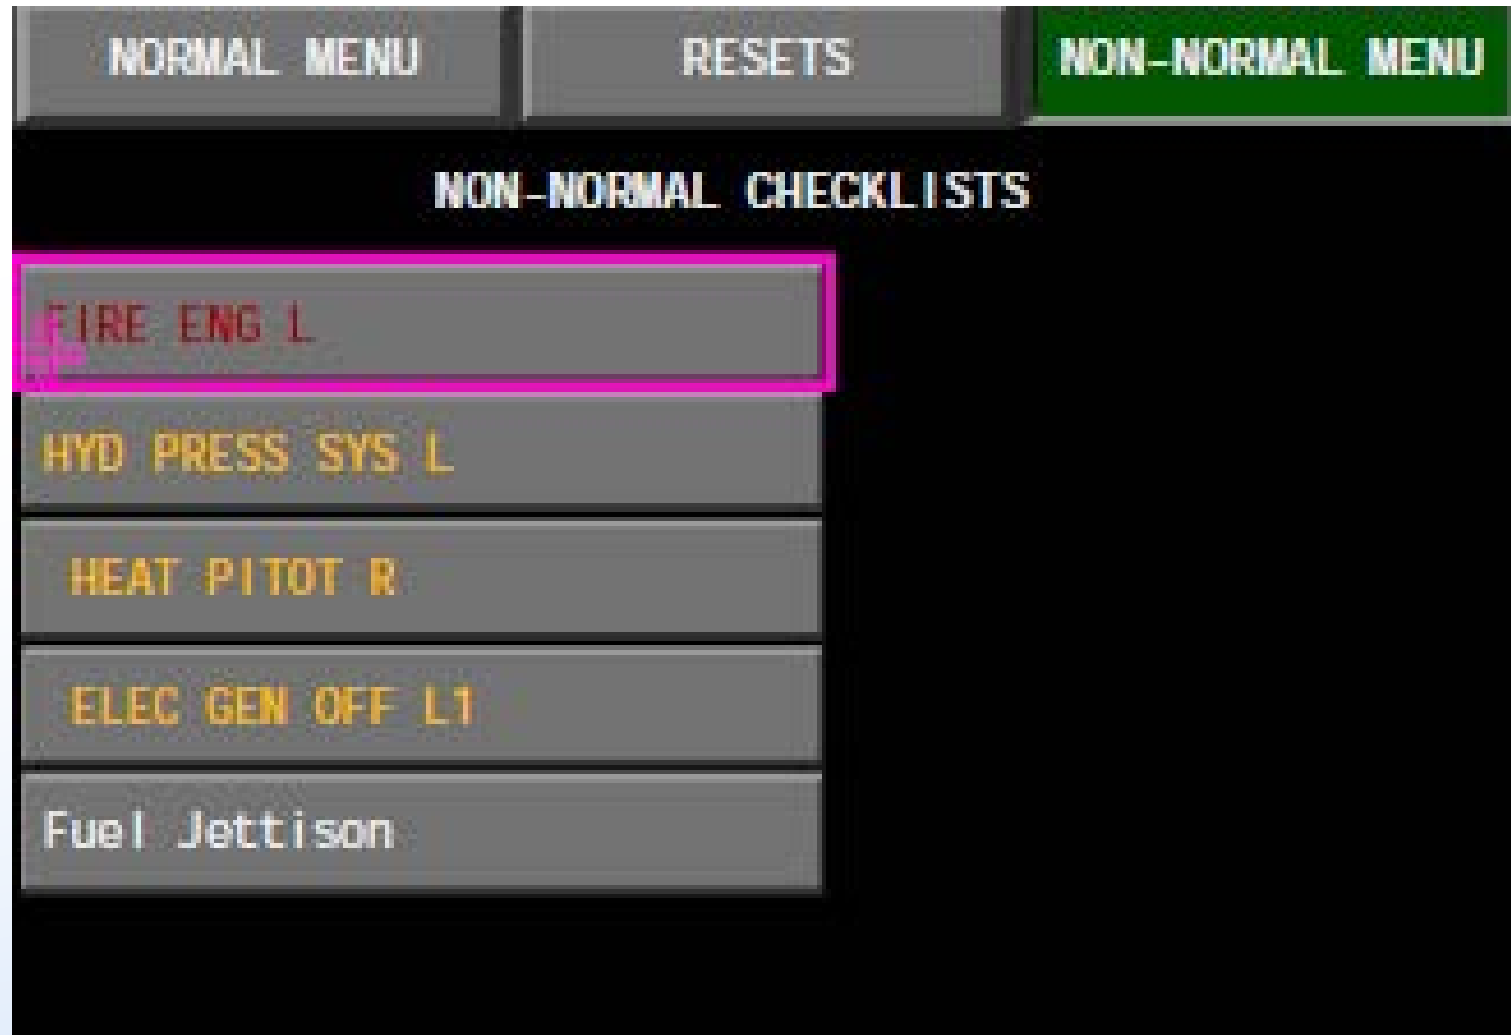 NORMAL MENU RESETS NON-NORMAL MENU
NON-NORMAL CHECKLISTS
FIRE ENG L
HYD PRESS SYS L
HEAT PITOT R
ELEC GEN OFF L1
Fuel Jettison